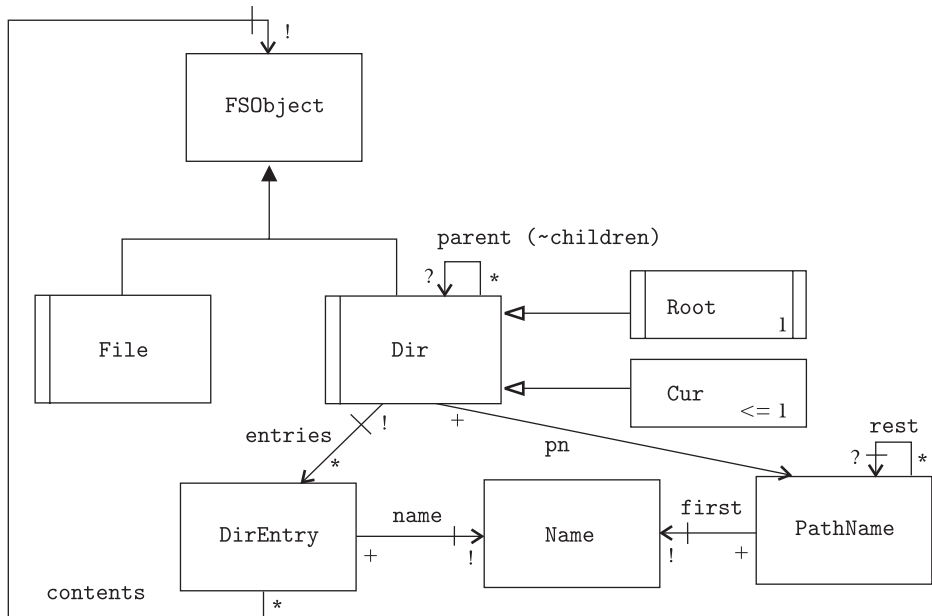 !
FSObject
parent (~children)
? *
Root
1
File
Dir
Cur
<= 1
! +
entries
*
pn
rest
? *
DirEntry
name
+ !
Name
first
! +
PathName
contents
*